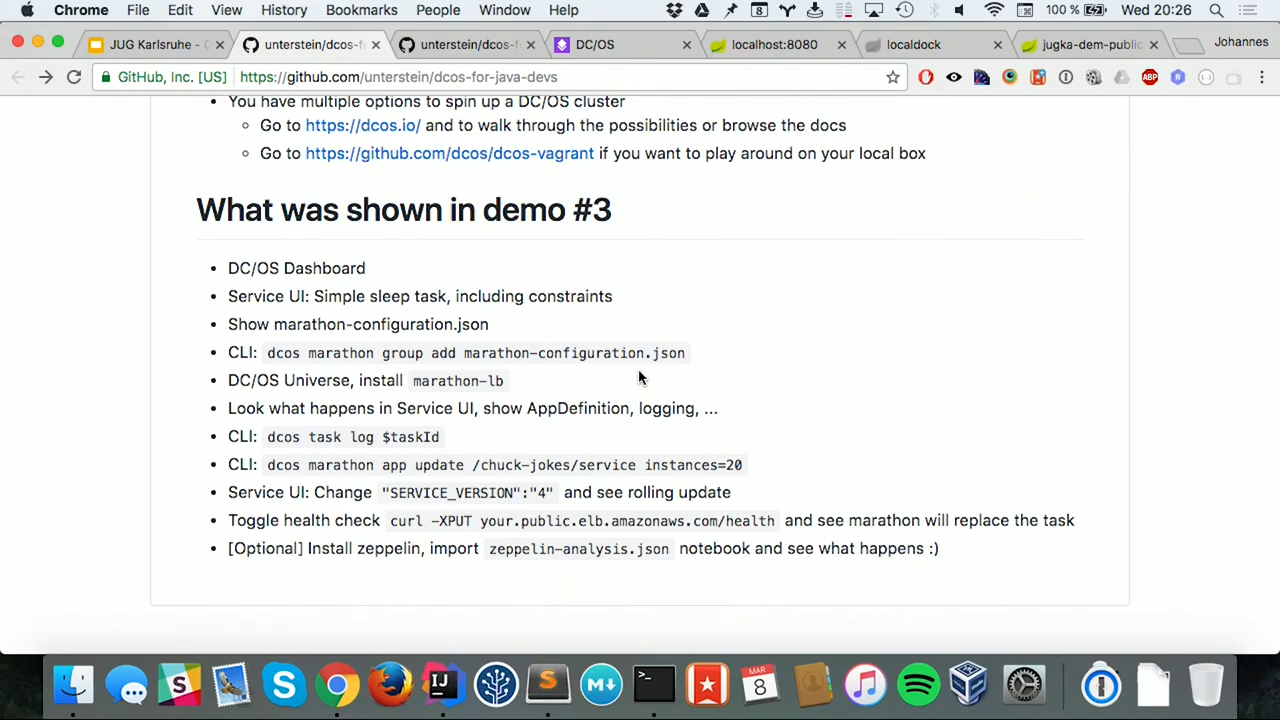 Chrome File Edit View History Bookmarks People Window Help 100 % Wed 20:26
JUG Karlsruhe - C
unterstein/dcos-f
unterstein/dcos-f
DC/OS
localhost:8080
localdock
jugka-dem-public
Johannes
GitHub, Inc. [US] https://github.com/unterstein/dcos-for-java-devs
• You have multiple options to spin up a DC/OS cluster
Go to https://dcos.io/ and to walk through the possibilities or browse the docs
Go to https://github.com/dcos/dcos-vagrant if you want to play around on your local box
What was shown in demo #3
• DC/OS Dashboard
• Service UI: Simple sleep task, including constraints
• Show marathon-configuration.json
• CLI: dcos marathon group add marathon-configuration.json
• DC/OS Universe, install marathon-lb
• Look what happens in Service UI, show AppDefinition, logging, ...
• CLI: dcos task log $taskId
• CLI: dcos marathon app update /chuck-jokes/service instances=20
• Service UI: Change "SERVICE_VERSION":"4" and see rolling update
• Toggle health check curl -XPUT your.public.elb.amazonaws.com/health and see marathon will replace the task
• [Optional] Install zeppelin, import zeppelin-analysis.json notebook and see what happens :)
MAR
8